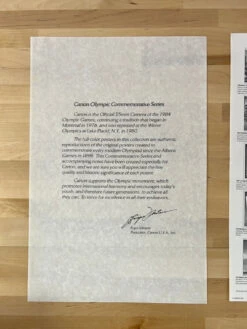 Canon Olympic Commemorative Series
Canon is the Official 35mm Camera of the 1984
Olympic Games, continuing a tradition that began in
Montreal in 1976, and was repeated at the Winter
Olympics at Lake Placid, N.Y. in 1980.
The full color posters in this collection are authentic
reproductions of the original posters created to
commemorate every modern Olympiad since the Athens
Games in 1896. This Commemorative Series and
accompanying notes have been created especially for
Canon, and we are sure you will appreciate the fine
quality and historic significance of each poster.
Canon supports the Olympic movement, which
promotes international harmony and encourages today's
youth, and therefore future generations, to achieve all
they can. To strive for excellence in all their endeavors.
President, Canon U.S.A., Inc.